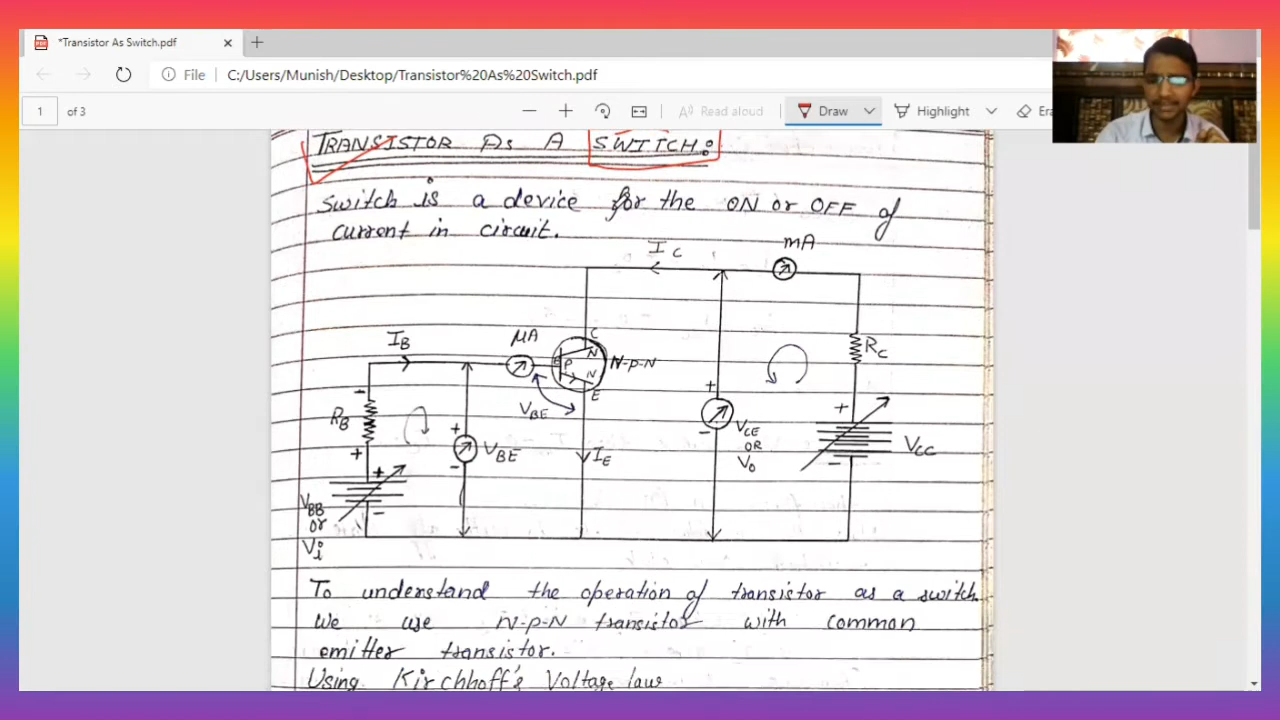 *Transistor As Switch.pdf
File C:/Users/Munish/Desktop/Transistor%20As%20Switch.pdf
1 of 3 Read aloud Draw Highlight Era
TRANSISTOR As A SWITCH:
Switch is a device for the ON or OFF of
current in circuit.
IC mA
IB μA C N-P-N RC
B P N N
E
RB + VBE + VCE OR V0 + VCC
VBE IE
VBB or Vi
To understand the operation of transistor as a switch.
We use N-P-N transistor with common
emitter transistor.
Using Kirchhoff's Voltage law